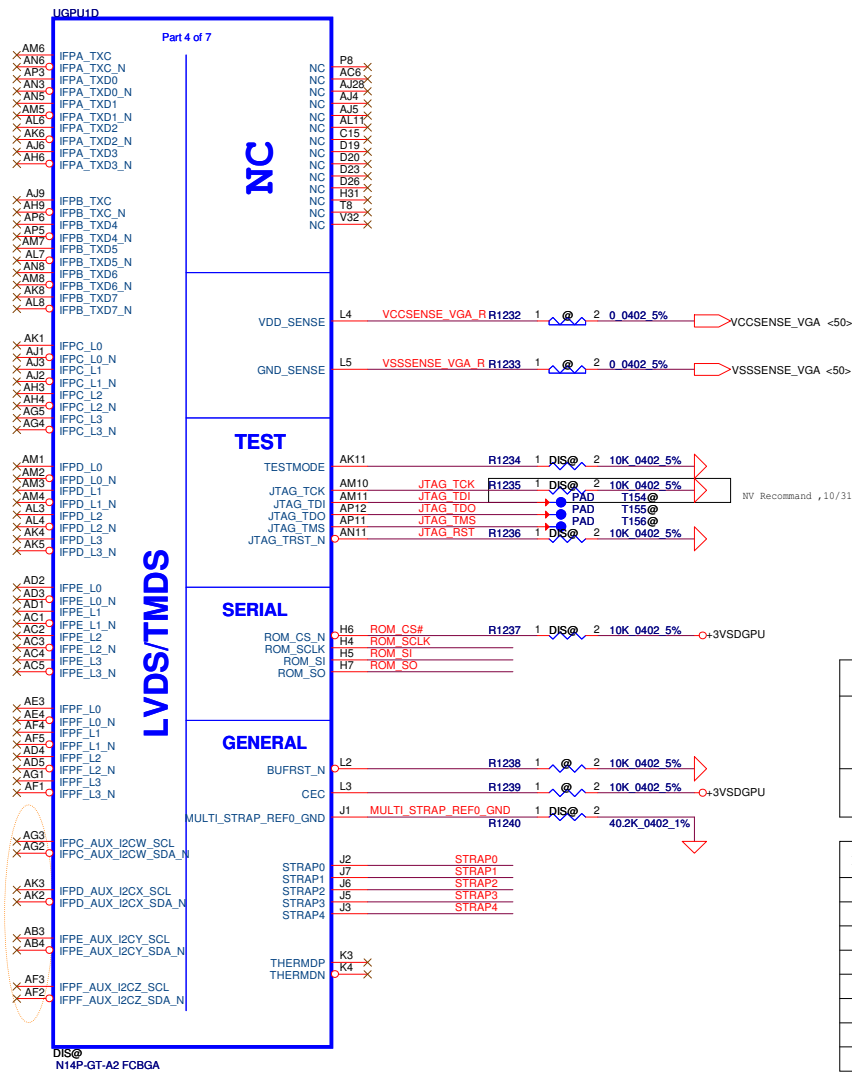 UGPU1D
Part 4 of 7
AM6 IFPA_TXC
AN6 IFPA_TXC_N
AP3 IFPA_TXD0
AN3 IFPA_TXD0_N
AN5 IFPA_TXD1
AM5 IFPA_TXD1_N
AL6 IFPA_TXD2
AK6 IFPA_TXD2_N
AJ6 IFPA_TXD3
AH6 IFPA_TXD3_N
AJ9 IFPB_TXC
AH9 IFPB_TXC_N
AP6 IFPB_TXD4
AP5 IFPB_TXD4_N
AM7 IFPB_TXD5
AL7 IFPB_TXD5_N
AN8 IFPB_TXD6
AM8 IFPB_TXD6_N
AK8 IFPB_TXD7
AL8 IFPB_TXD7_N
AK1 IFPC_L0
AJ1 IFPC_L0_N
AJ3 IFPC_L1
AJ2 IFPC_L1_N
AH3 IFPC_L2
AH4 IFPC_L2_N
AG5 IFPC_L3
AG4 IFPC_L3_N
AM1 IFPD_L0
AM2 IFPD_L0_N
AM3 IFPD_L1
AM4 IFPD_L1_N
AL3 IFPD_L2
AL4 IFPD_L2_N
AK4 IFPD_L3
AK5 IFPD_L3_N
AD2 IFPE_L0
AD3 IFPE_L0_N
AD1 IFPE_L1
AC1 IFPE_L1_N
AC2 IFPE_L2
AC3 IFPE_L2_N
AC4 IFPE_L3
AC5 IFPE_L3_N
AE3 IFPF_L0
AE4 IFPF_L0_N
AF4 IFPF_L1
AF5 IFPF_L1_N
AD4 IFPF_L2
AD5 IFPF_L2_N
AG1 IFPF_L3
AF1 IFPF_L3_N
AG3 IFPC_AUX_I2CW_SCL
AG2 IFPC_AUX_I2CW_SDA_N
AK3 IFPD_AUX_I2CX_SCL
AK2 IFPD_AUX_I2CX_SDA_N
AB3 IFPE_AUX_I2CY_SCL
AB4 IFPE_AUX_I2CY_SDA_N
AF3 IFPF_AUX_I2CZ_SCL
AF2 IFPF_AUX_I2CZ_SDA_N
LVDS/TMDS
NC
NC P8
NC AC6
NC AJ28
NC AJ4
NC AJ5
NC AL11
NC C15
NC D19
NC D20
NC D23
NC D26
NC H31
NC T8
NC V32
VDD_SENSE L4 VCCSENSE_VGA_R R1232 1 @ 2 0_0402_5% VCCSENSE_VGA <50>
GND_SENSE L5 VSSSENSE_VGA_R R1233 1 @ 2 0_0402_5% VSSSENSE_VGA <50>
TEST
TESTMODE AK11 R1234 1 DIS@ 2 10K_0402_5%
JTAG_TCK AM10 JTAG_TCK R1235 1 DIS@ 2 10K_0402_5%
JTAG_TDI AM11 JTAG_TDI PAD T154@
JTAG_TDO AP12 JTAG_TDO PAD T155@
JTAG_TMS AP11 JTAG_TMS PAD T156@
JTAG_TRST_N AN11 JTAG_RST R1236 1 DIS@ 2 10K_0402_5%
NV Recommand ,10/31
SERIAL
ROM_CS_N H6 ROM_CS# R1237 1 DIS@ 2 10K_0402_5% +3VSDGPU
ROM_SCLK H4 ROM_SCLK
ROM_SI H5 ROM_SI
ROM_SO H7 ROM_SO
GENERAL
BUFRST_N L2 R1238 1 @ 2 10K_0402_5%
CEC L3 R1239 1 @ 2 10K_0402_5% +3VSDGPU
MULTI_STRAP_REF0_GND J1 MULTI_STRAP_REF0_GND R1240 1 DIS@ 2 40.2K_0402_1%
STRAP0 J2 STRAP0
STRAP1 J7 STRAP1
STRAP2 J6 STRAP2
STRAP3 J5 STRAP3
STRAP4 J3 STRAP4
THERMDP K3
THERMDN K4
DIS@
N14P-GT-A2 FCBGA